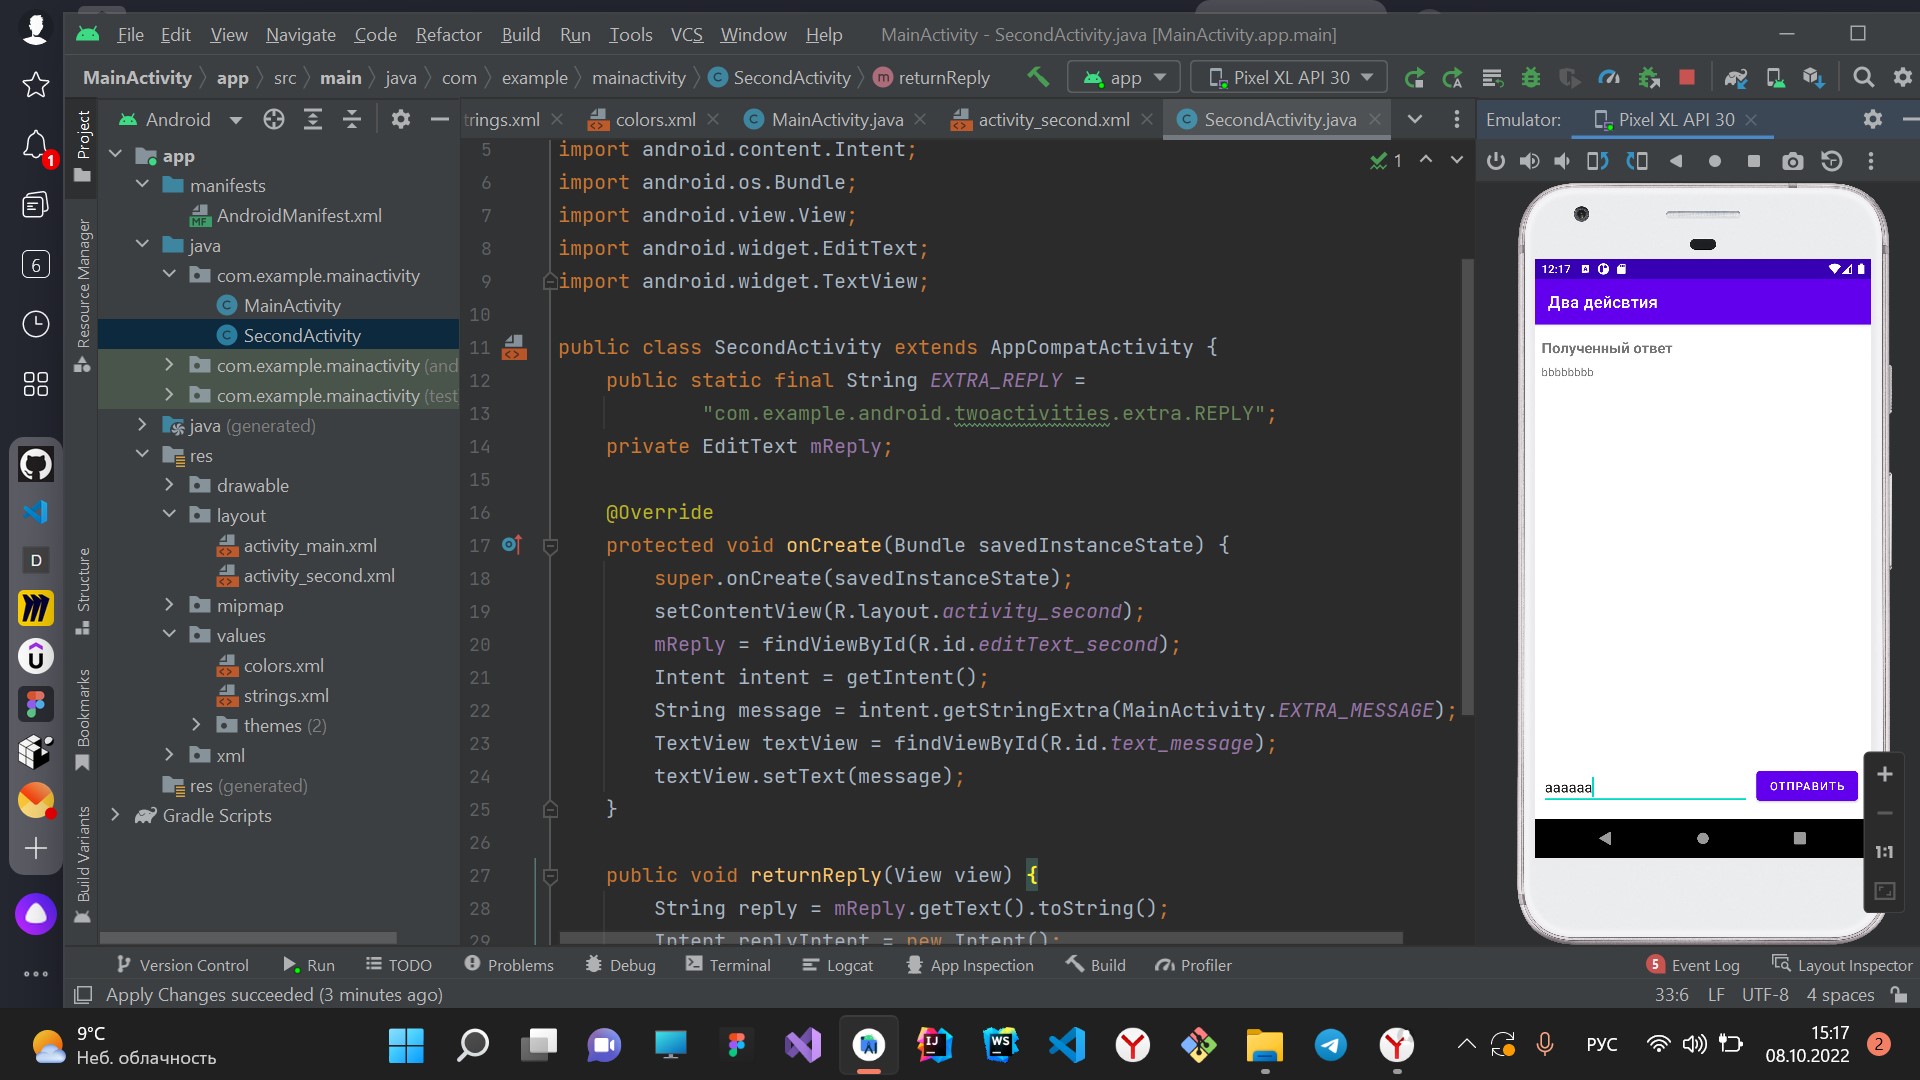 File Edit View Navigate Code Refactor Build Run Tools VCS Window Help MainActivity - SecondActivity.java [MainActivity.app.main]
MainActivity app src main java com example mainactivity SecondActivity returnReply app Pixel XL API 30
Project
Resource Manager
Structure
Bookmarks
Build Variants
1
6
D
Android
app
manifests
AndroidManifest.xml
java
com.example.mainactivity
MainActivity
SecondActivity
com.example.mainactivity (and
com.example.mainactivity (test
java (generated)
res
drawable
layout
activity_main.xml
activity_second.xml
mipmap
values
colors.xml
strings.xml
themes (2)
xml
res (generated)
Gradle Scripts
trings.xml colors.xml MainActivity.java activity_second.xml SecondActivity.java
1
5 import android.content.Intent;
6 import android.os.Bundle;
7 import android.view.View;
8 import android.widget.EditText;
9 import android.widget.TextView;
10
11 public class SecondActivity extends AppCompatActivity {
12 public static final String EXTRA_REPLY =
13 "com.example.android.twoactivities.extra.REPLY";
14 private EditText mReply;
15
16 @Override
17 protected void onCreate(Bundle savedInstanceState) {
18 super.onCreate(savedInstanceState);
19 setContentView(R.layout.activity_second);
20 mReply = findViewById(R.id.editText_second);
21 Intent intent = getIntent();
22 String message = intent.getStringExtra(MainActivity.EXTRA_MESSAGE);
23 TextView textView = findViewById(R.id.text_message);
24 textView.setText(message);
25 }
26
27 public void returnReply(View view) {
28 String reply = mReply.getText().toString();
29 Intent replyIntent = new Intent();
Emulator: Pixel XL API 30
12:17
Два дейсвтия
Полученный ответ
bbbbbbbb
аааааа
ОТПРАВИТЬ
1:1
Version Control Run TODO Problems Debug Terminal Logcat App Inspection Build Profiler 5 Event Log Layout Inspector
Apply Changes succeeded (3 minutes ago) 33:6 LF UTF-8 4 spaces
9°C
Неб. облачность
IJ
WS
РУС
15:17
08.10.2022
2